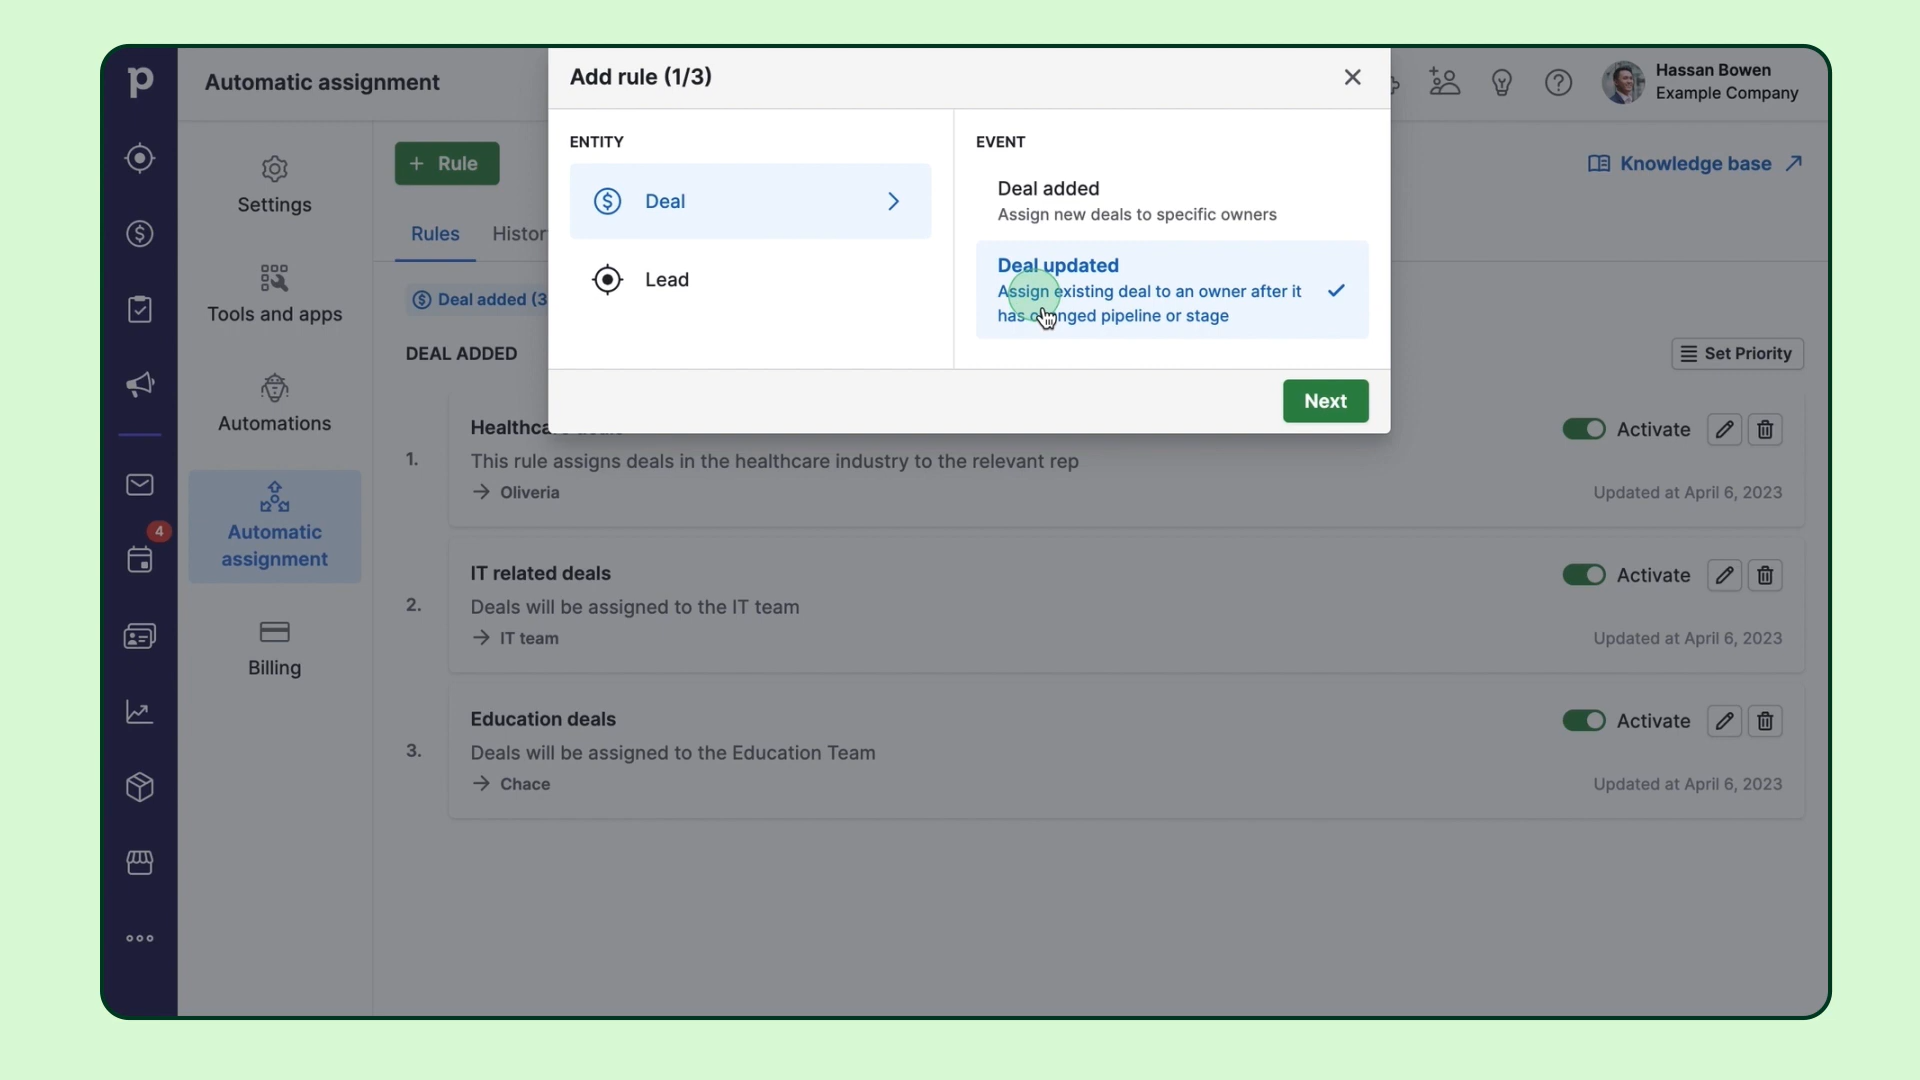 p
Automatic assignment
Add rule (1/3)
Hassan Bowen
Example Company
Settings
Tools and apps
Automations
Automatic
assignment
Billing
4
+ Rule
Knowledge base
Rules
Deal added (3
DEAL ADDED
Set Priority
ENTITY
Deal
Lead
EVENT
Deal added
Assign new deals to specific owners
Deal updated
Assign existing deal to an owner after it
has changed pipeline or stage
Next
1.
This rule assigns deals in the healthcare industry to the relevant rep
Oliveria
Activate
Updated at April 6, 2023
2.
IT related deals
Deals will be assigned to the IT team
IT team
Activate
Updated at April 6, 2023
3.
Education deals
Deals will be assigned to the Education Team
Chace
Activate
Updated at April 6, 2023